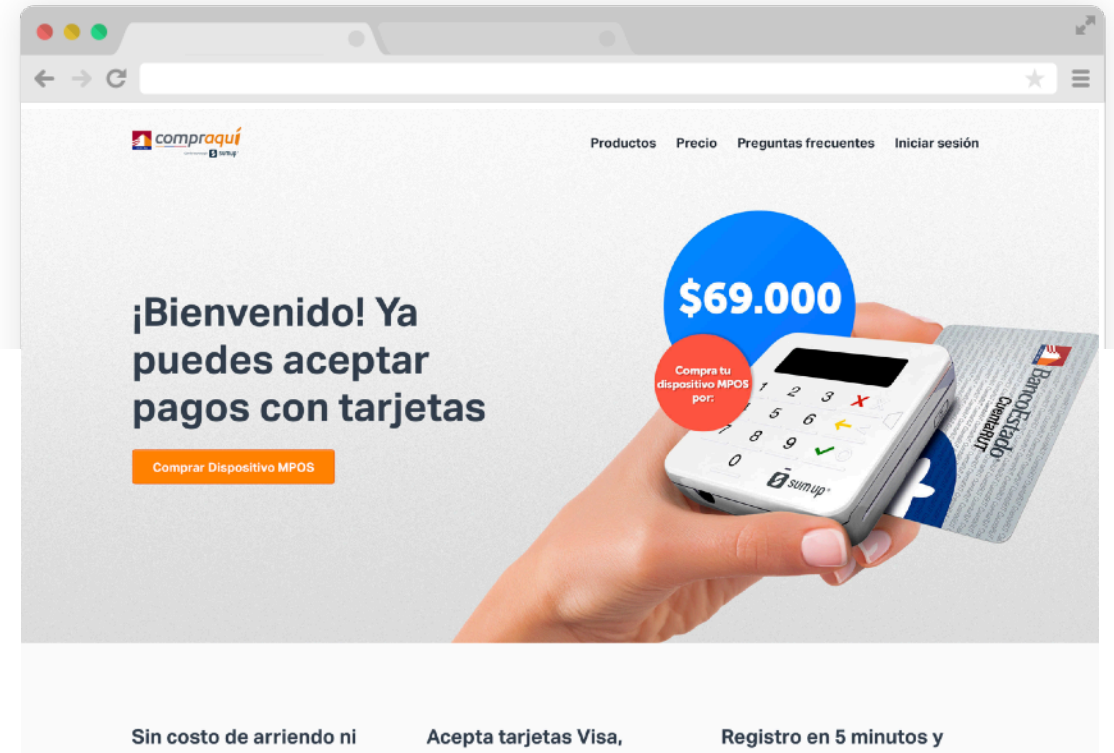 compraquí
sumup
Productos Precio Preguntas frecuentes Iniciar sesión
¡Bienvenido! Ya
puedes aceptar
pagos con tarjetas
Comprar Dispositivo MPOS
$69.000
Compra tu
dispositivo MPOS
por:
1 2 3
4 5 6
7 8 9
0
sumup
BancoEstado
CuentaRUT
Sin costo de arriendo ni
Acepta tarjetas Visa,
Registro en 5 minutos y